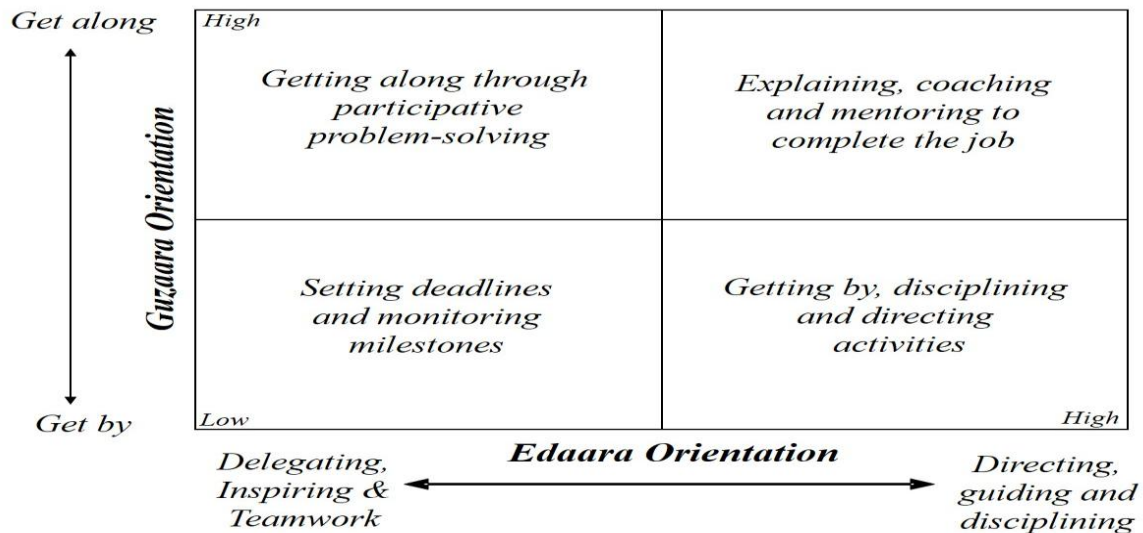 Get along
High
Getting along through
participative
problem-solving
Explaining, coaching
and mentoring to
complete the job
Guzaara Orientation
Setting deadlines
and monitoring
milestones
Getting by, disciplining
and directing
activities
Get by
Low
High
Edaara Orientation
Delegating,
Inspiring &
Teamwork
Directing,
guiding and
disciplining